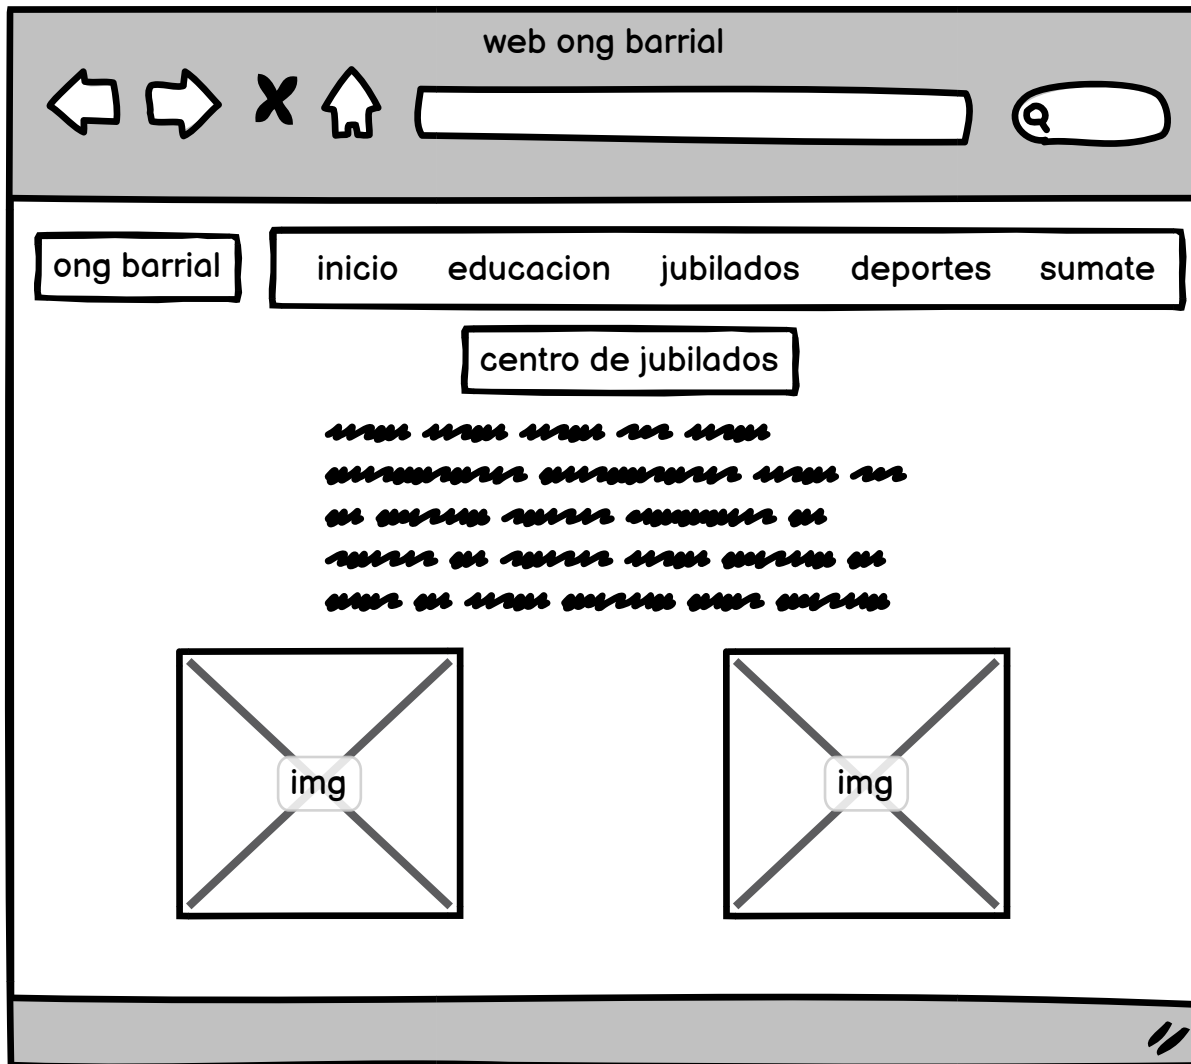 web ong barrial
ong barrial
inicio educacion jubilados deportes sumate
centro de jubilados
img
img